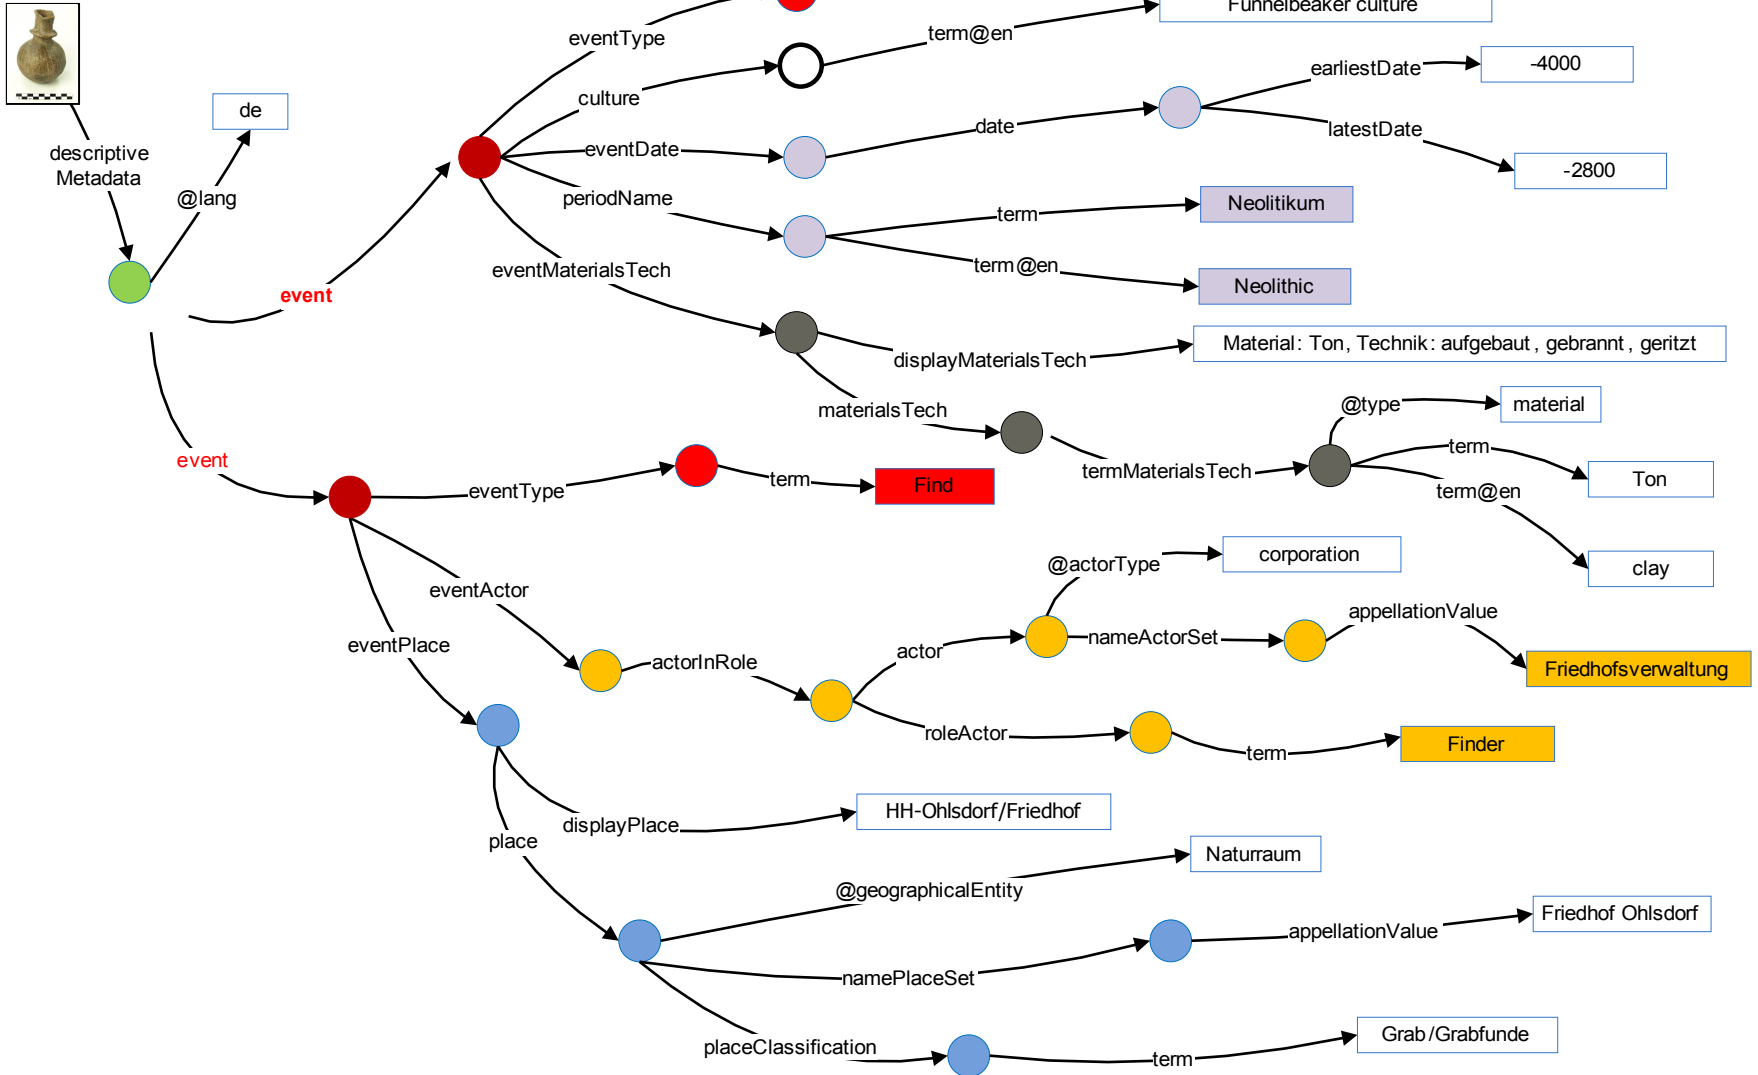 Funnelbeaker culture
eventType
term@en
-4000
earliestDate
culture
de
date
latestDate
descriptive
Metadata
eventDate
-2800
@lang
periodName
term
Neolitikum
term@en
Neolithic
eventMaterialsTech
event
displayMaterialsTech
Material: Ton, Technik: aufgebaut, gebrannt, geritzt
materialsTech
@type
material
event
eventType
term
Find
termMaterialsTech
term
Ton
term@en
clay
@actorType
corporation
eventActor
appellationValue
eventPlace
actorInRole
actor
nameActorSet
Friedhofsverwaltung
roleActor
term
Finder
displayPlace
HH-Ohlsdorf/Friedhof
place
Naturraum
@geographicalEntity
Friedhof Ohlsdorf
appellationValue
namePlaceSet
placeClassification
term
Grab/Grabfunde